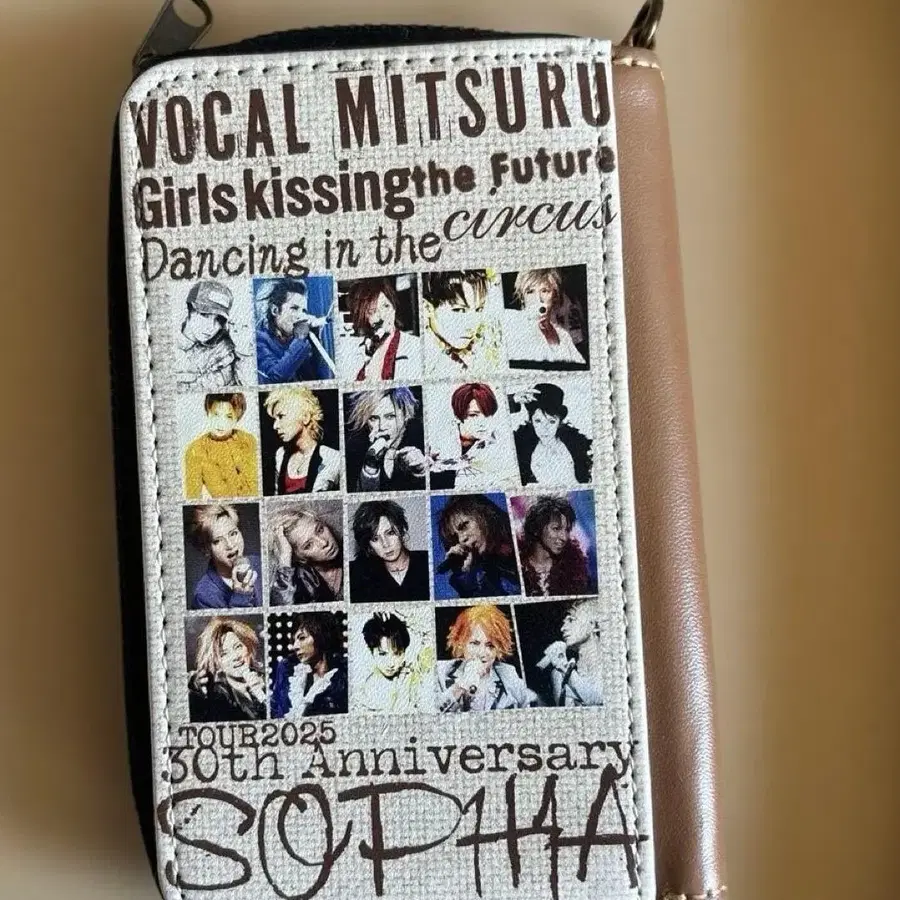 VOCAL MITSURU
Girls kissing the Future
Dancing in the circus
TOUR2025
30th Anniversary
SOPHIA